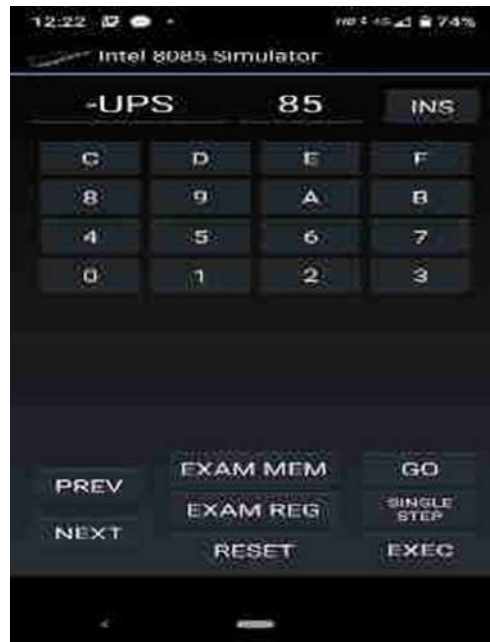 12:22 74%
Intel 8085 Simulator
-UPS 85 INS
C D E F
8 9 A B
4 5 6 7
0 1 2 3
EXAM MEM GO
PREV
EXAM REG SINGLE STEP
NEXT
RESET EXEC